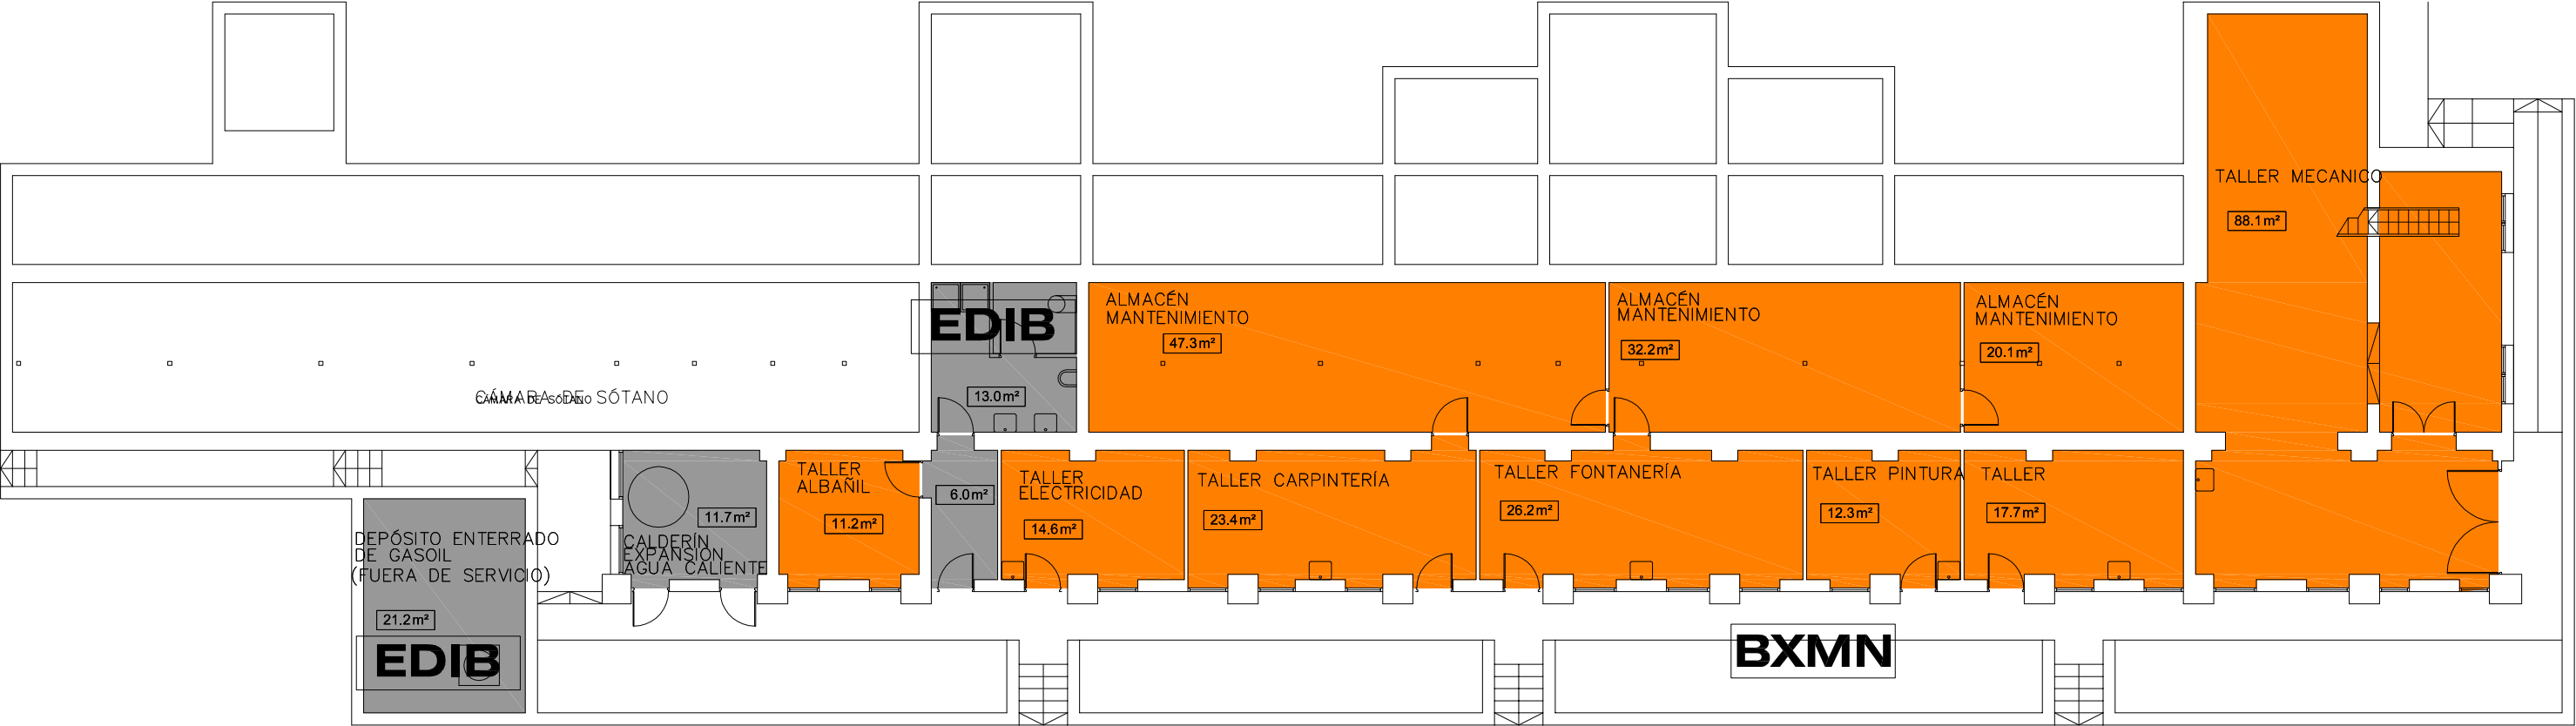 TALLER MECANICO
88.1m²
ALMACÉN
MANTENIMIENTO
47.3m²
ALMACÉN
MANTENIMIENTO
32.2m²
ALMACÉN
MANTENIMIENTO
20.1m²
EDIB
13.0m²
CÁMARA DE SÓTANO
CÁMARA DE SÓTANO
TALLER
ALBAÑIL
11.2m²
6.0m²
TALLER
ELECTRICIDAD
14.6m²
TALLER CARPINTERÍA
23.4m²
TALLER FONTANERÍA
26.2m²
TALLER PINTURA
12.3m²
TALLER
17.7m²
11.7m²
CALDERÍN
EXPANSIÓN
AGUA CALIENTE
DEPÓSITO ENTERRADO
DE GASOIL
(FUERA DE SERVICIO)
21.2m²
EDIB
BXMN